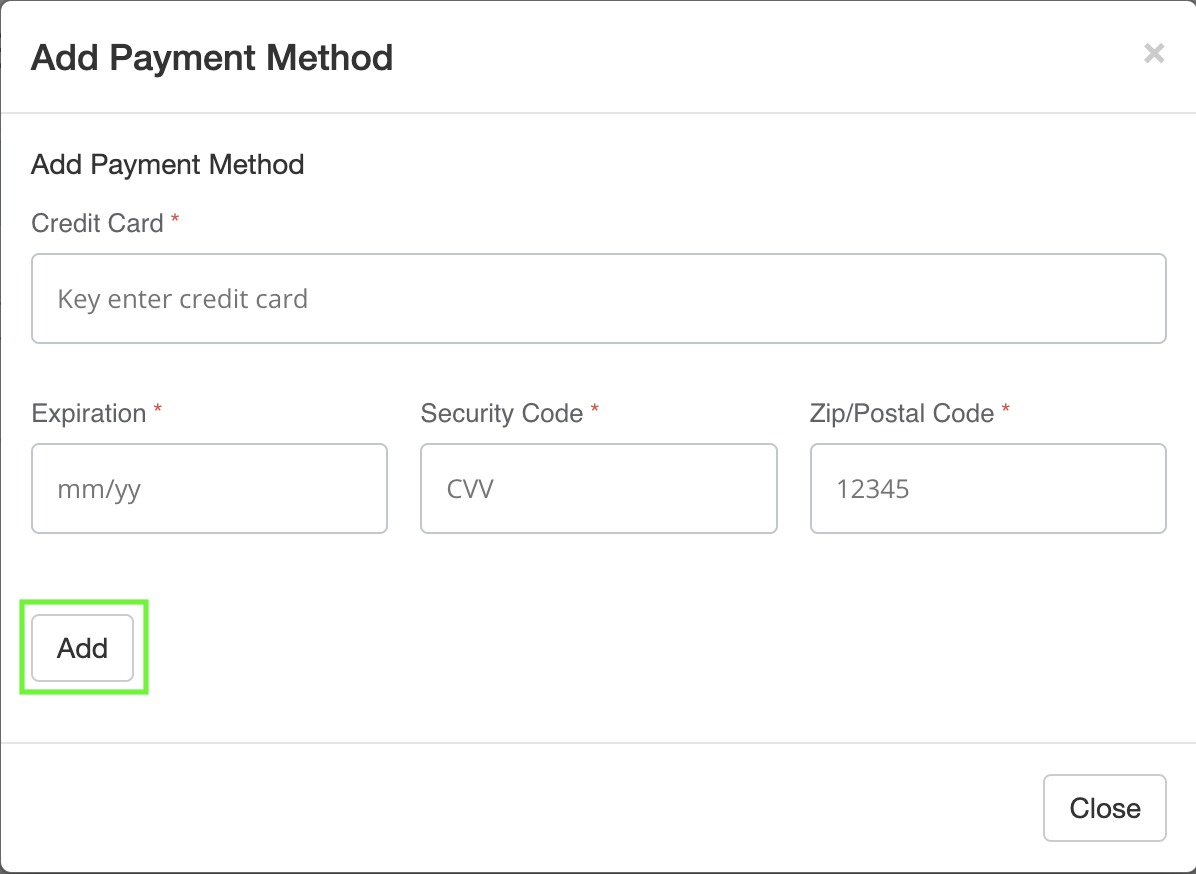 Add Payment Method
×
Add Payment Method
Credit Card *
Key enter credit card
Expiration * Security Code * Zip/Postal Code *
mm/yy CVV 12345
Add
Close